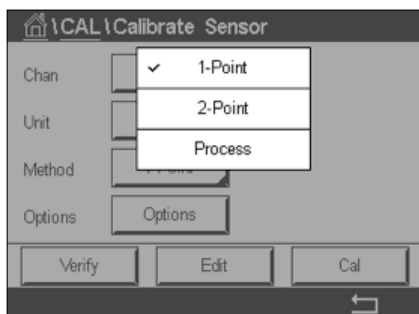 \CAL\Calibrate Sensor
Chan
1-Point
Unit
2-Point
Process
Method
Options Options
Verify Edit Cal